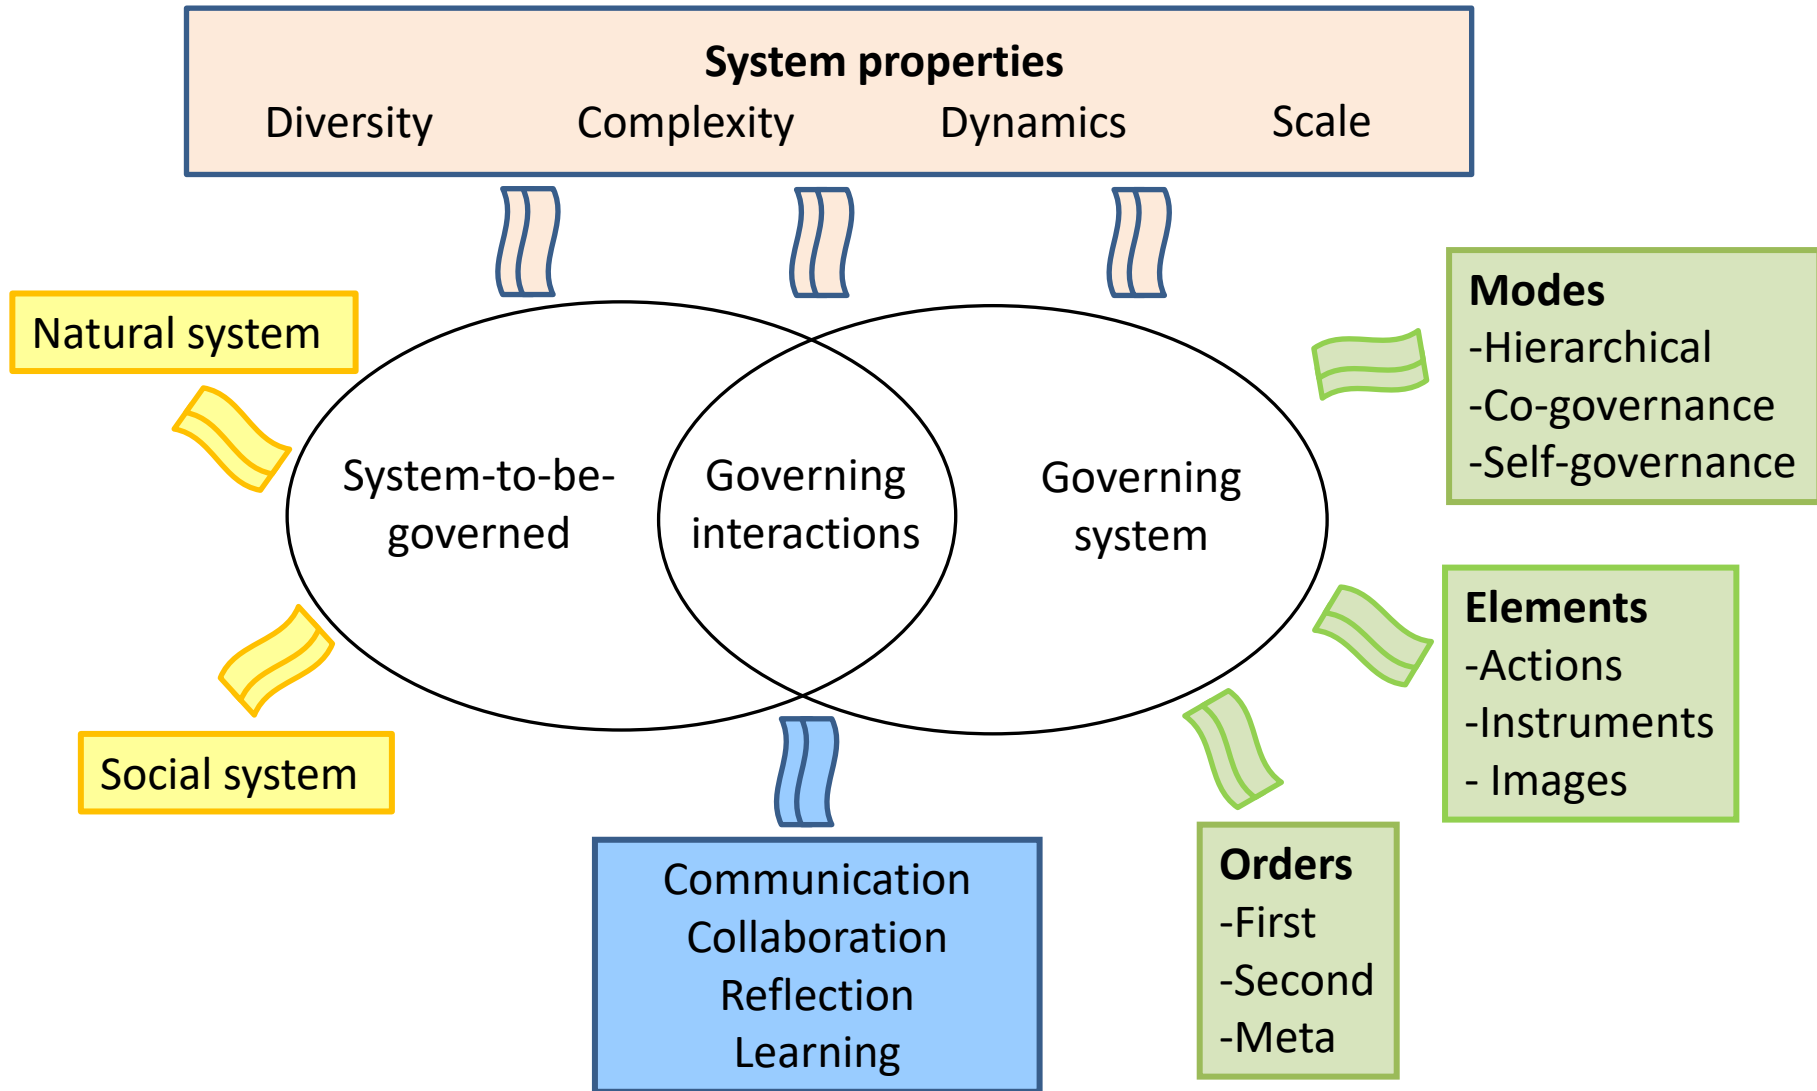 System properties
Diversity Complexity Dynamics Scale
Natural system
Social system
System-to-be-
governed
Governing
interactions
Governing
system
Modes
-Hierarchical
-Co-governance
-Self-governance
Elements
-Actions
-Instruments
- Images
Orders
-First
-Second
-Meta
Communication
Collaboration
Reflection
Learning